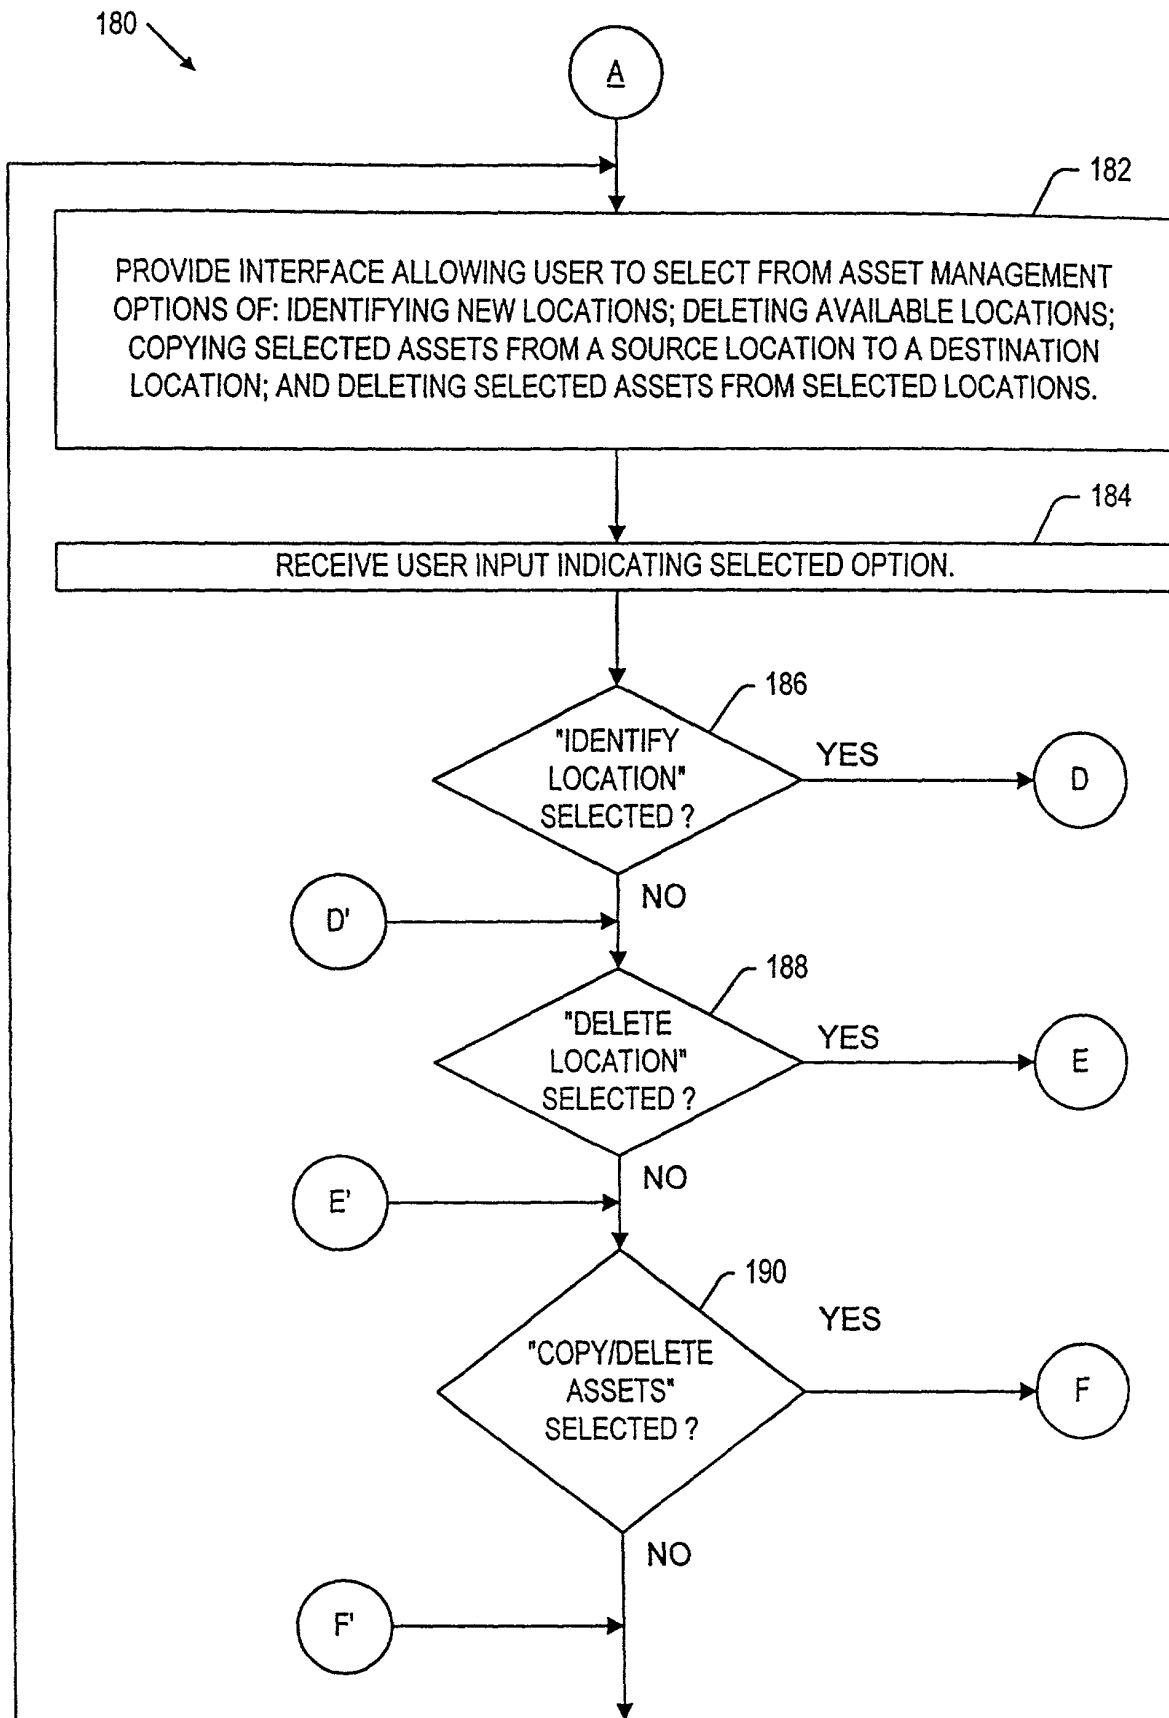 180
A
182
PROVIDE INTERFACE ALLOWING USER TO SELECT FROM ASSET MANAGEMENT
OPTIONS OF: IDENTIFYING NEW LOCATIONS; DELETING AVAILABLE LOCATIONS;
COPYING SELECTED ASSETS FROM A SOURCE LOCATION TO A DESTINATION
LOCATION; AND DELETING SELECTED ASSETS FROM SELECTED LOCATIONS.
184
RECEIVE USER INPUT INDICATING SELECTED OPTION.
186
"IDENTIFY
LOCATION"
SELECTED ?
YES
D
NO
D'
188
"DELETE
LOCATION"
SELECTED ?
YES
E
NO
E'
190
"COPY/DELETE
ASSETS"
SELECTED ?
YES
F
NO
F'